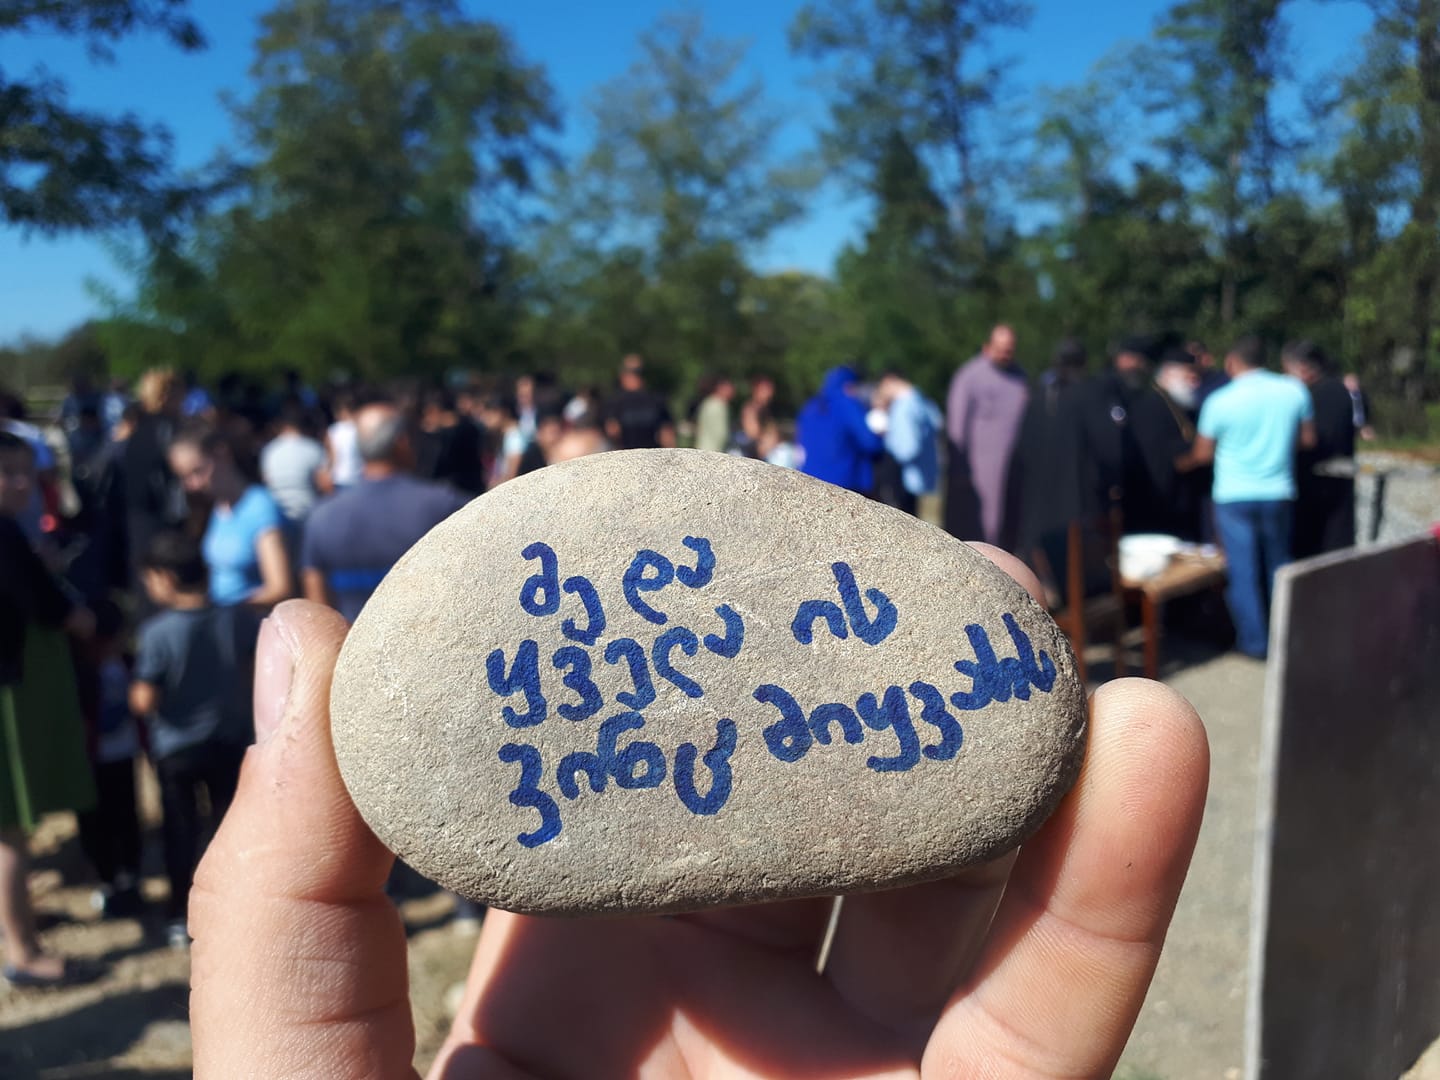 მე და
ყველა ის
ვინც მიყვარს